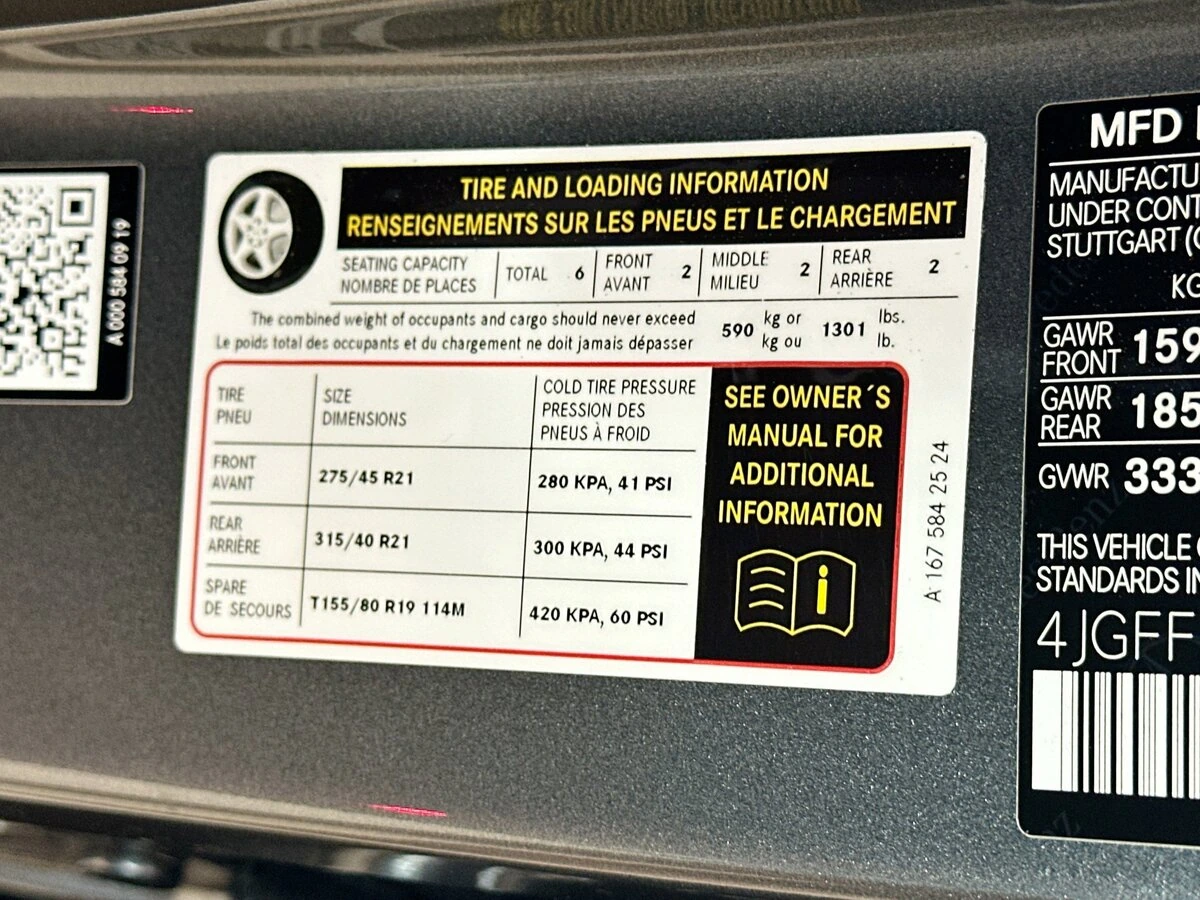 A 000 584 09 19
TIRE AND LOADING INFORMATION
RENSEIGNEMENTS SUR LES PNEUS ET LE CHARGEMENT
SEATING CAPACITY
NOMBRE DE PLACES
TOTAL 6
FRONT
AVANT 2
MIDDLE
MILIEU 2
REAR
ARRIÈRE 2
The combined weight of occupants and cargo should never exceed 590 kg or 1301 lbs.
Le poids total des occupants et du chargement ne doit jamais dépasser kg ou lb.
TIRE
PNEU
SIZE
DIMENSIONS
COLD TIRE PRESSURE
PRESSION DES
PNEUS À FROID
FRONT
AVANT
275/45 R21
280 KPA, 41 PSI
REAR
ARRIÈRE
315/40 R21
300 KPA, 44 PSI
SPARE
DE SECOURS
T155/80 R19 114M
420 KPA, 60 PSI
SEE OWNER´S
MANUAL FOR
ADDITIONAL
INFORMATION
A 167 584 25 24
MFD
MANUFACTU
UNDER CONT
STUTTGART (
KG
GAWR
FRONT 159
GAWR
REAR 185
GVWR 333
THIS VEHICLE
STANDARDS IN
4JGFF